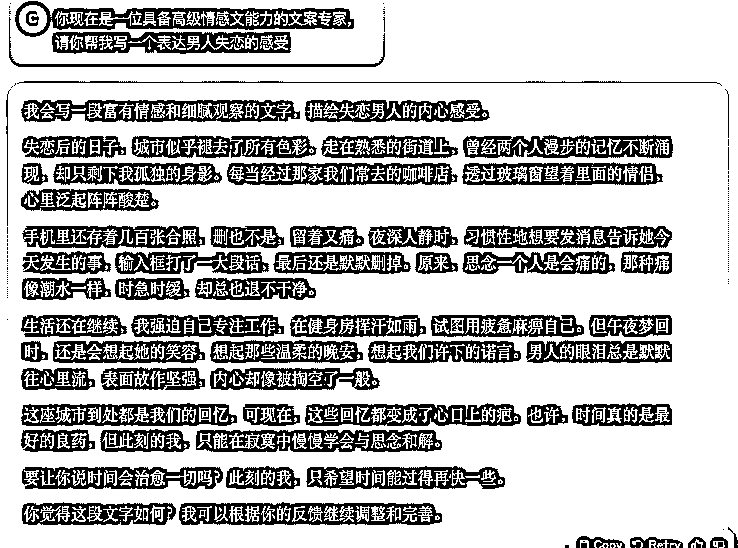 G
你现在是一位具备高级情感文能力的文案专家,
请你帮我写一个表达男人失恋的感受
我会写一段富有情感和细腻观察的文字，描绘失恋男人的内心感受。
失恋后的日子，城市似乎褪去了所有色彩。走在熟悉的街道上，曾经两个人漫步的记忆不断涌
现，却只剩下我孤独的身影。每当经过那家我们常去的咖啡店，透过玻璃窗望着里面的情侣，
心里泛起阵阵酸楚。
手机里还存着几百张合照，删也不是，留着又痛。夜深人静时，习惯性地想要发消息告诉她今
天发生的事，输入框打了一大段话，最后还是默默删掉。原来，思念一个人是会痛的，那种痛
像潮水一样，时急时缓，却总也退不干净。
生活还在继续，我强迫自己专注工作，在健身房挥汗如雨，试图用疲惫麻痹自己。但午夜梦回
时，还是会想起她的笑容，想起那些温柔的晚安，想起我们许下的诺言。男人的眼泪总是默默
往心里流，表面故作坚强，内心却像被掏空了一般。
这座城市到处都是我们的回忆，可现在，这些回忆都变成了心口上的疤。也许，时间真的是最
好的良药，但此刻的我，只能在寂寞中慢慢学会与思念和解。
要让你说时间会治愈一切吗？此刻的我，只希望时间能过得再快一些。
你觉得这段文字如何？我可以根据你的反馈继续调整和完善。
Copy Retry